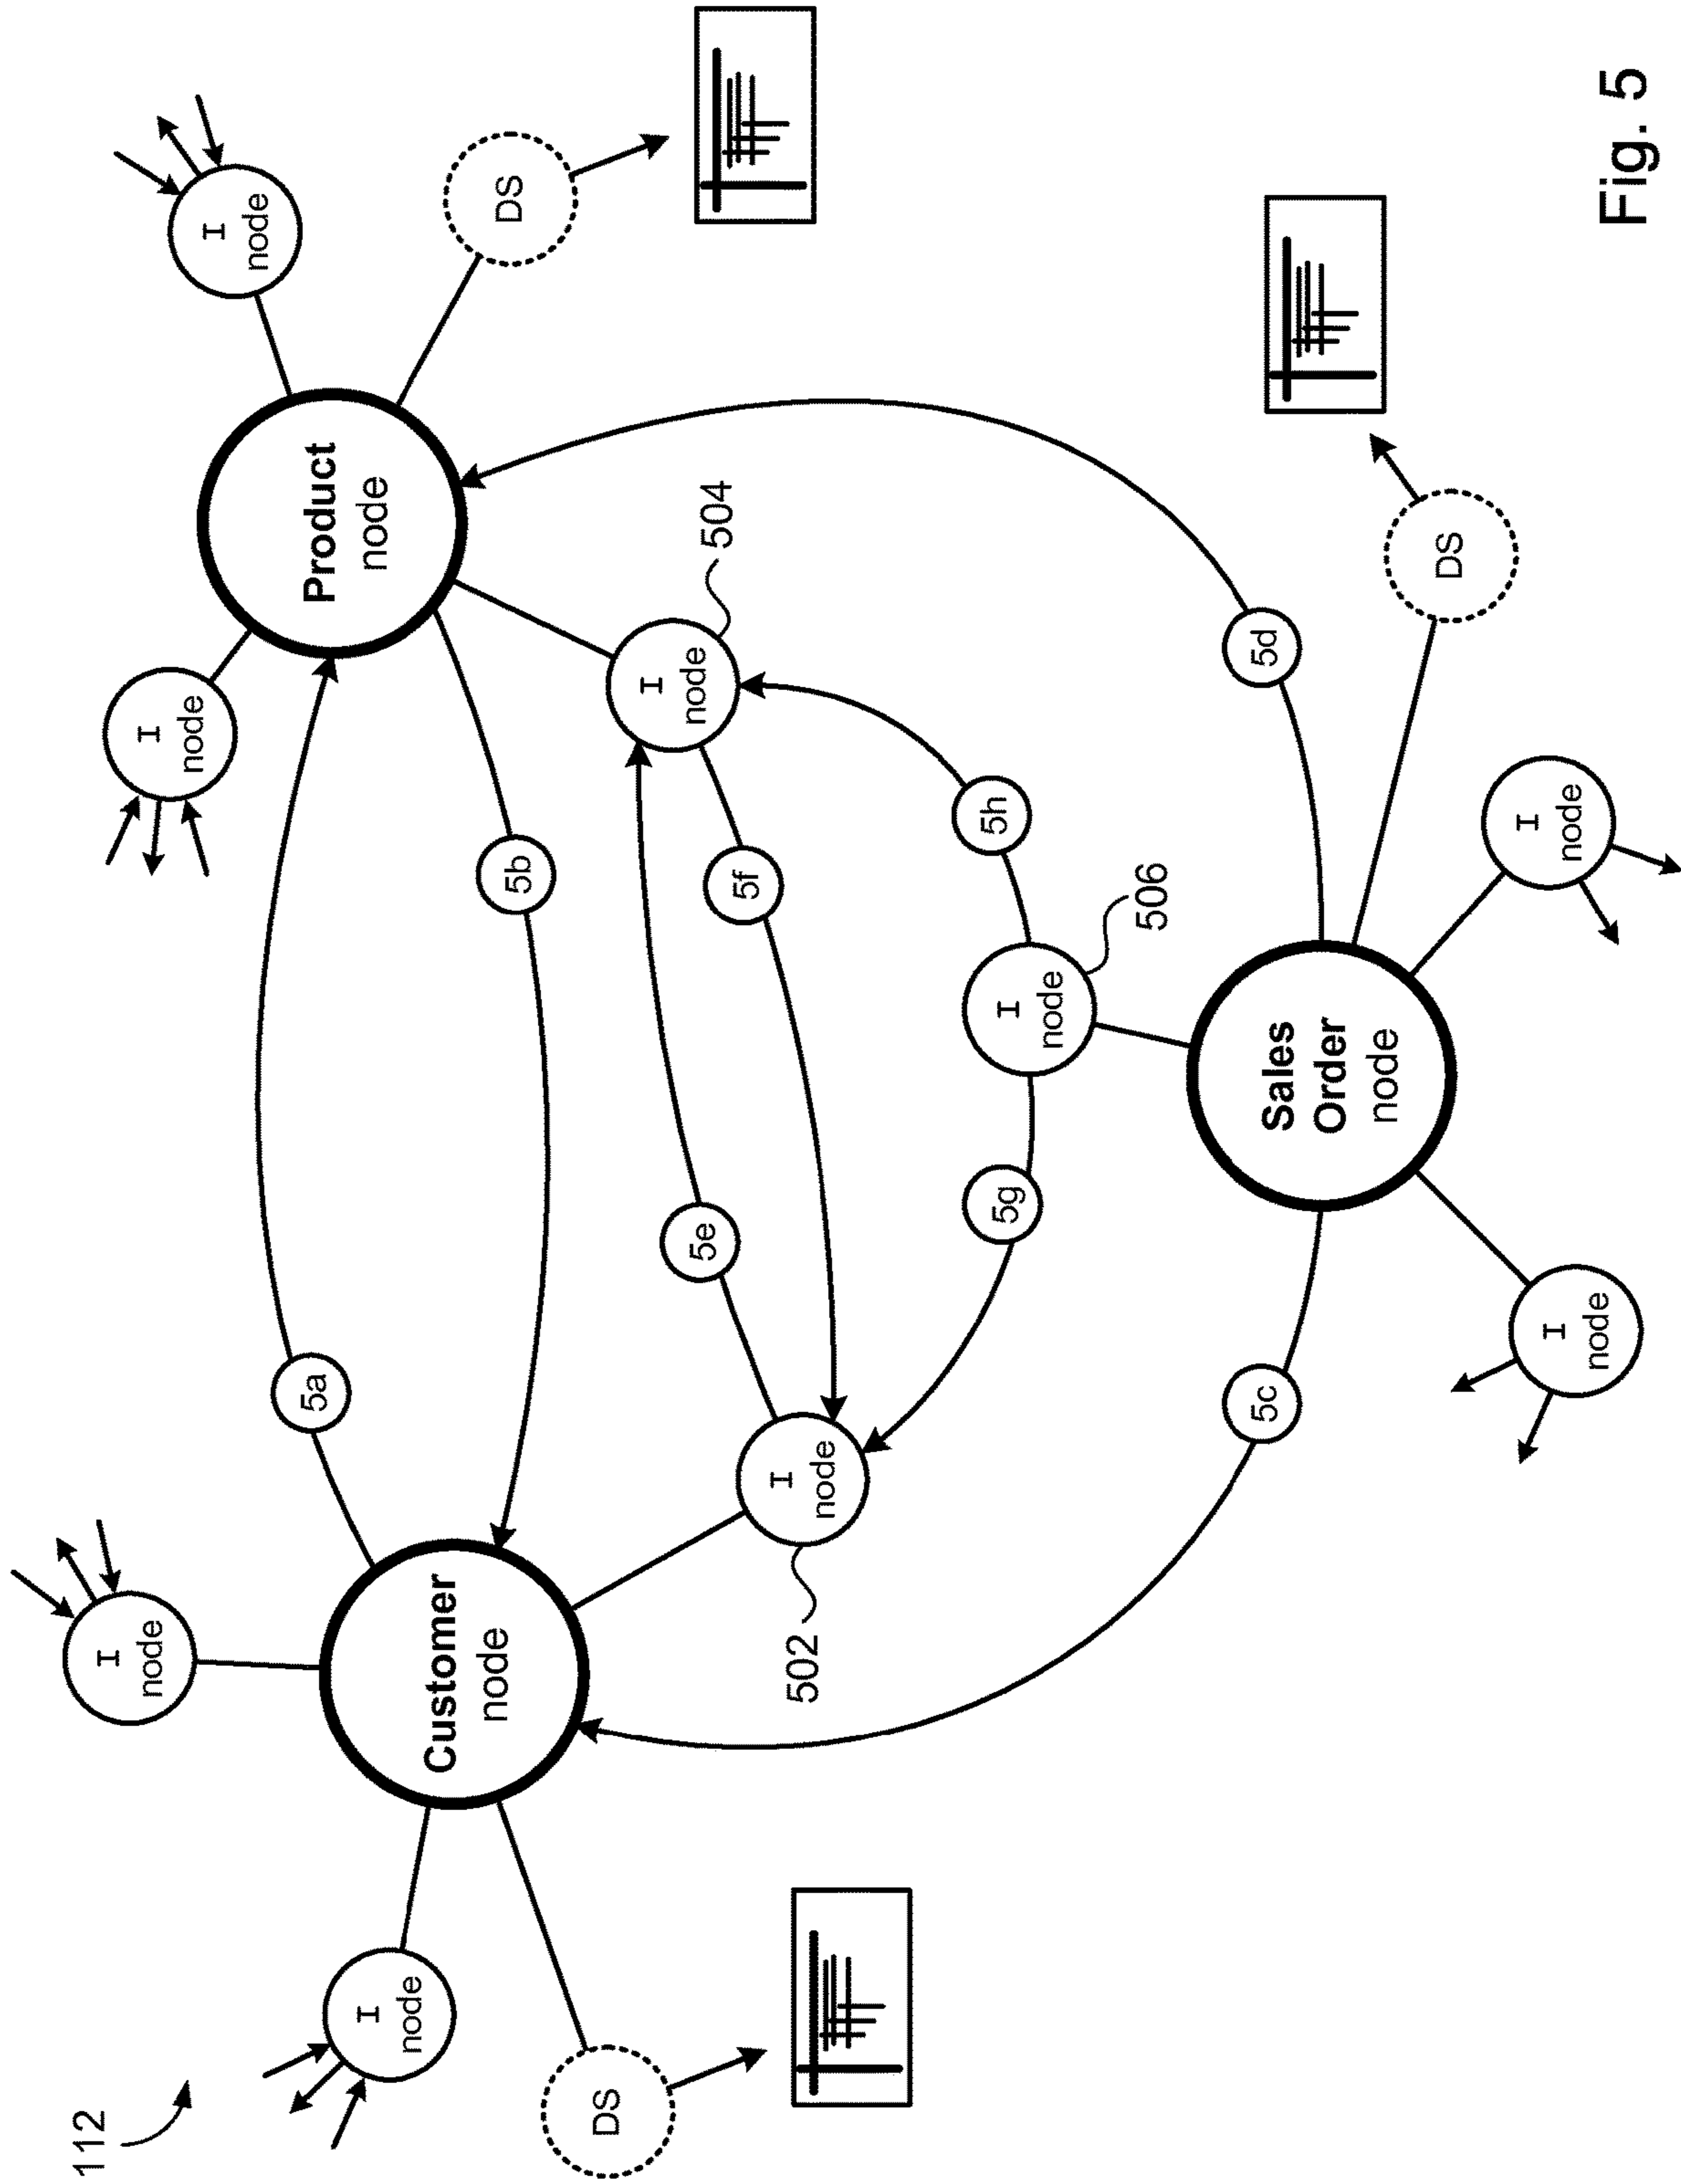 112
I
node
I
node
Customer
node
DS
5a
5b
I
node
502
I
node
I
node
Product
node
DS
I
node
504
5e
5f
5g
5h
I
node
506
5c
5d
Sales
Order
node
I
node
I
node
DS
Fig. 5